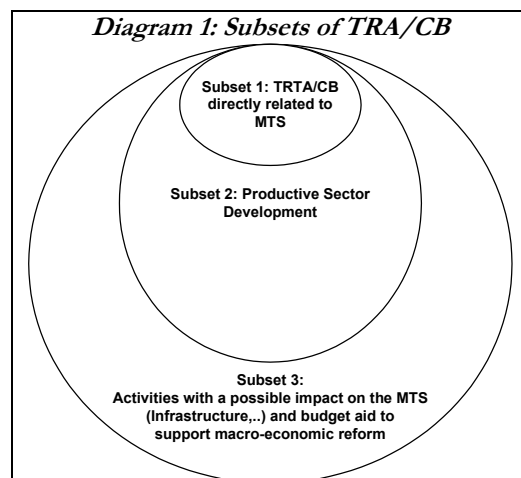 Diagram 1: Subsets of TRA/CB
Subset 1: TRTA/CB
directly related to
MTS
Subset 2: Productive Sector
Development
Subset 3:
Activities with a possible impact on the MTS
(Infrastructure,..) and budget aid to
support macro-economic reform